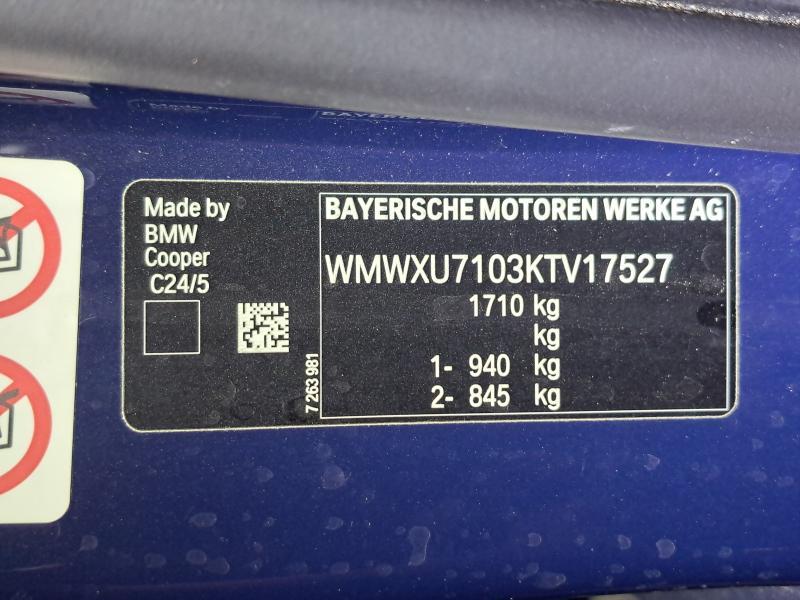 Made by
BMW
Cooper
C24/5
7 263 981
BAYERISCHE MOTOREN WERKE AG
WMWXU7103KTV17527
1710 kg
kg
1- 940 kg
2- 845 kg